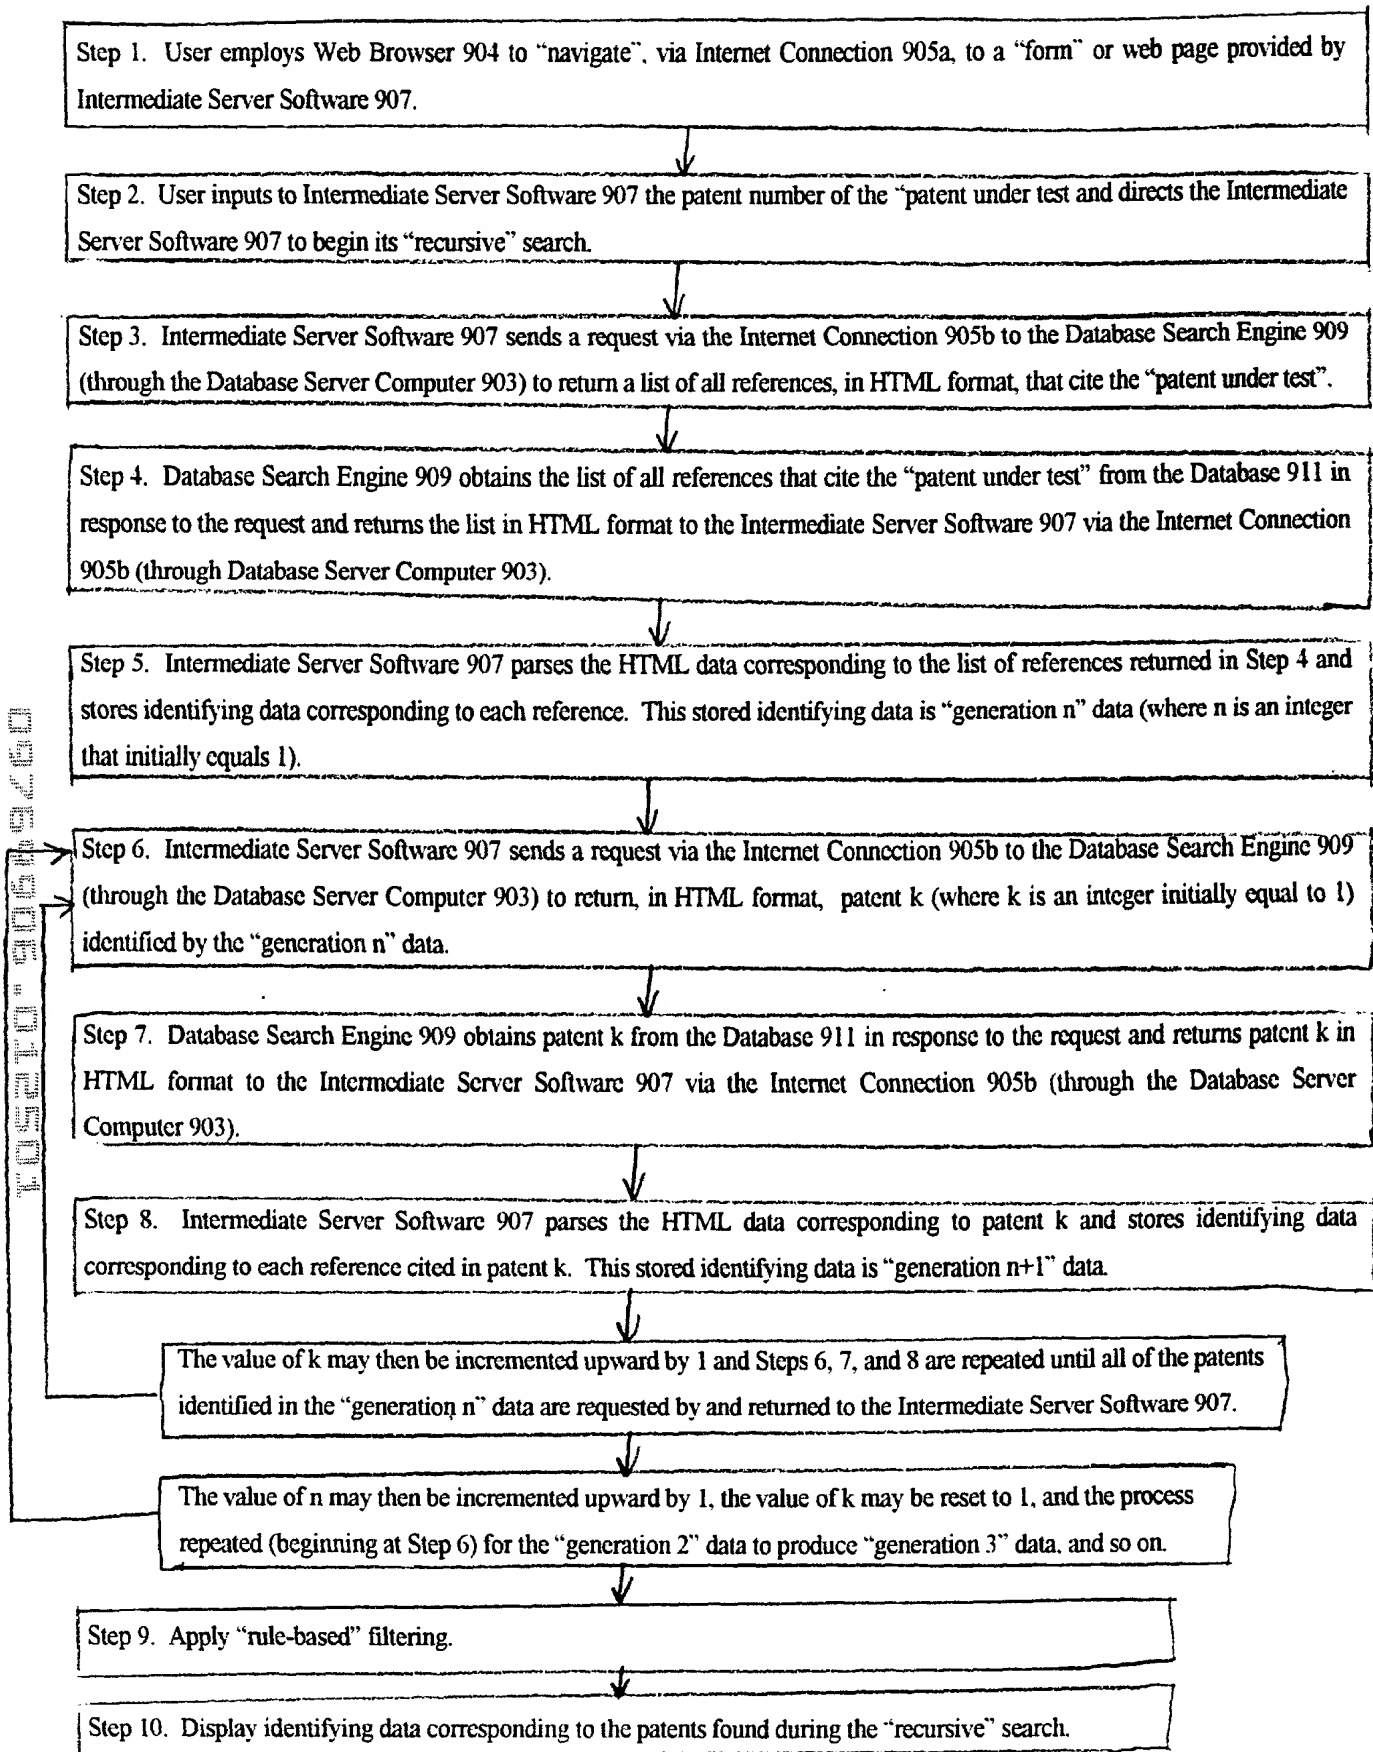 Step 1. User employs Web Browser 904 to “navigate”, via Internet Connection 905a, to a “form” or web page provided by
Intermediate Server Software 907.
Step 2. User inputs to Intermediate Server Software 907 the patent number of the “patent under test and directs the Intermediate
Server Software 907 to begin its “recursive” search.
Step 3. Intermediate Server Software 907 sends a request via the Internet Connection 905b to the Database Search Engine 909
(through the Database Server Computer 903) to return a list of all references, in HTML format, that cite the “patent under test”.
Step 4. Database Search Engine 909 obtains the list of all references that cite the “patent under test” from the Database 911 in
response to the request and returns the list in HTML format to the Intermediate Server Software 907 via the Internet Connection
905b (through Database Server Computer 903).
Step 5. Intermediate Server Software 907 parses the HTML data corresponding to the list of references returned in Step 4 and
stores identifying data corresponding to each reference. This stored identifying data is “generation n” data (where n is an integer
that initially equals 1).
Step 6. Intermediate Server Software 907 sends a request via the Internet Connection 905b to the Database Search Engine 909
(through the Database Server Computer 903) to return, in HTML format, patent k (where k is an integer initially equal to 1)
identified by the “generation n” data.
Step 7. Database Search Engine 909 obtains patent k from the Database 911 in response to the request and returns patent k in
HTML format to the Intermediate Server Software 907 via the Internet Connection 905b (through the Database Server
Computer 903).
Step 8. Intermediate Server Software 907 parses the HTML data corresponding to patent k and stores identifying data
corresponding to each reference cited in patent k. This stored identifying data is “generation n+1” data.
The value of k may then be incremented upward by 1 and Steps 6, 7, and 8 are repeated until all of the patents
identified in the “generation n” data are requested by and returned to the Intermediate Server Software 907.
The value of n may then be incremented upward by 1, the value of k may be reset to 1, and the process
repeated (beginning at Step 6) for the “generation 2” data to produce “generation 3” data, and so on.
Step 9. Apply “rule-based” filtering.
Step 10. Display identifying data corresponding to the patents found during the “recursive” search.